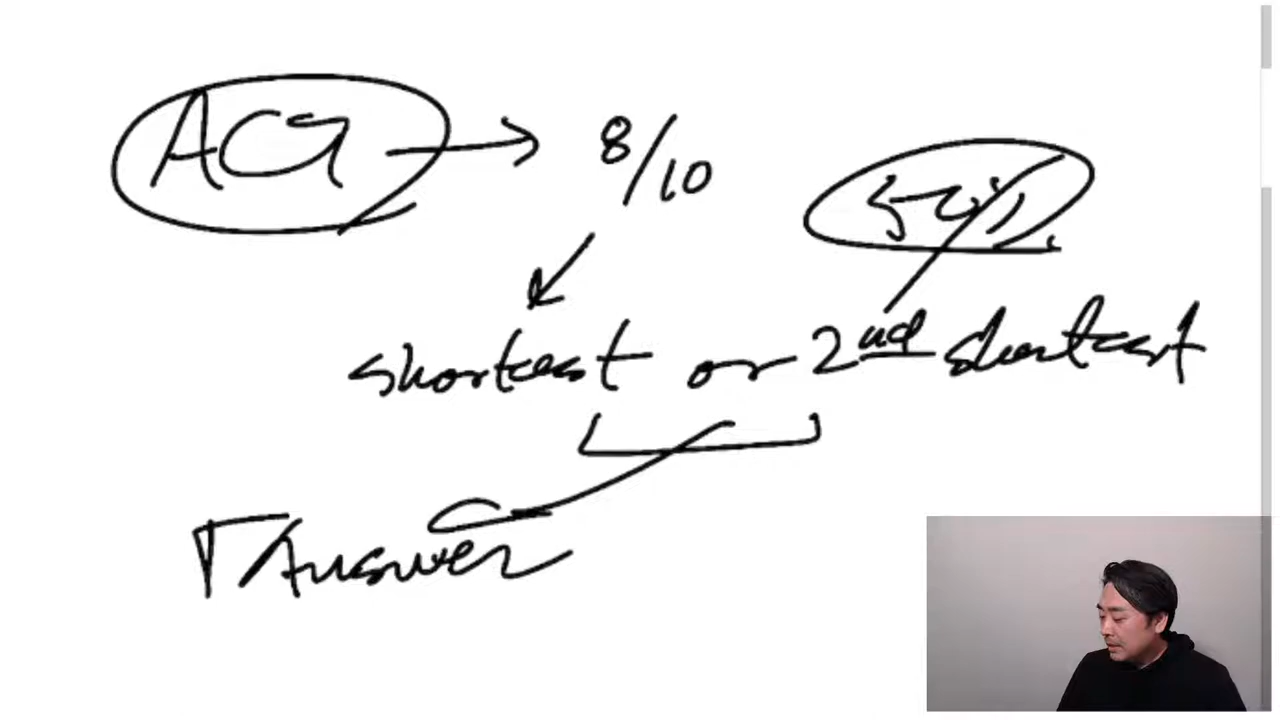 ACT → 8/10
shortest or 2nd shortest
Answer